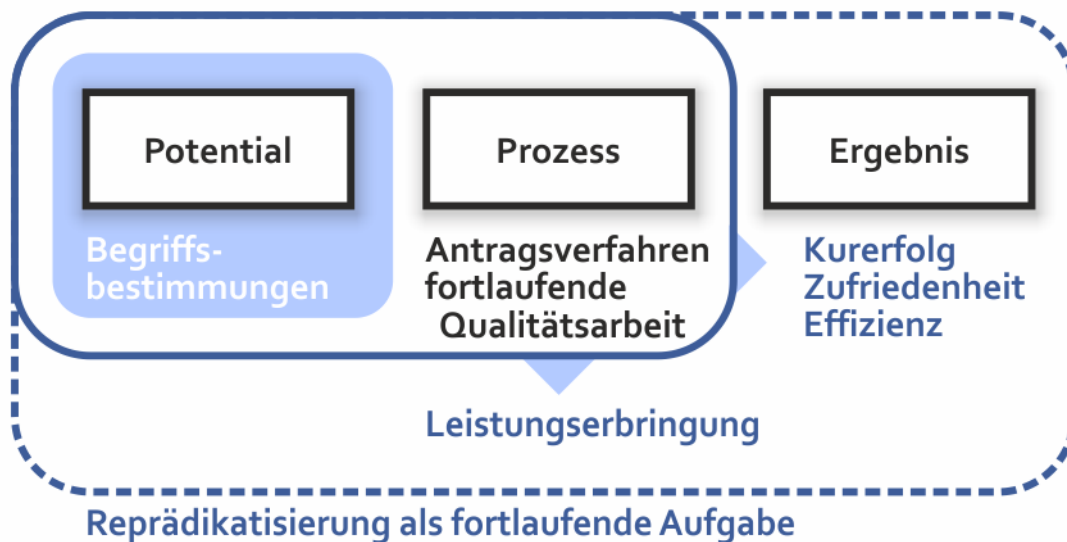 Potential
Begriffs-
bestimmungen
Prozess
Antragsverfahren
fortlaufende
Qualitätsarbeit
Ergebnis
Kurerfolg
Zufriedenheit
Effizienz
Leistungserbringung
Reprädikatisierung als fortlaufende Aufgabe